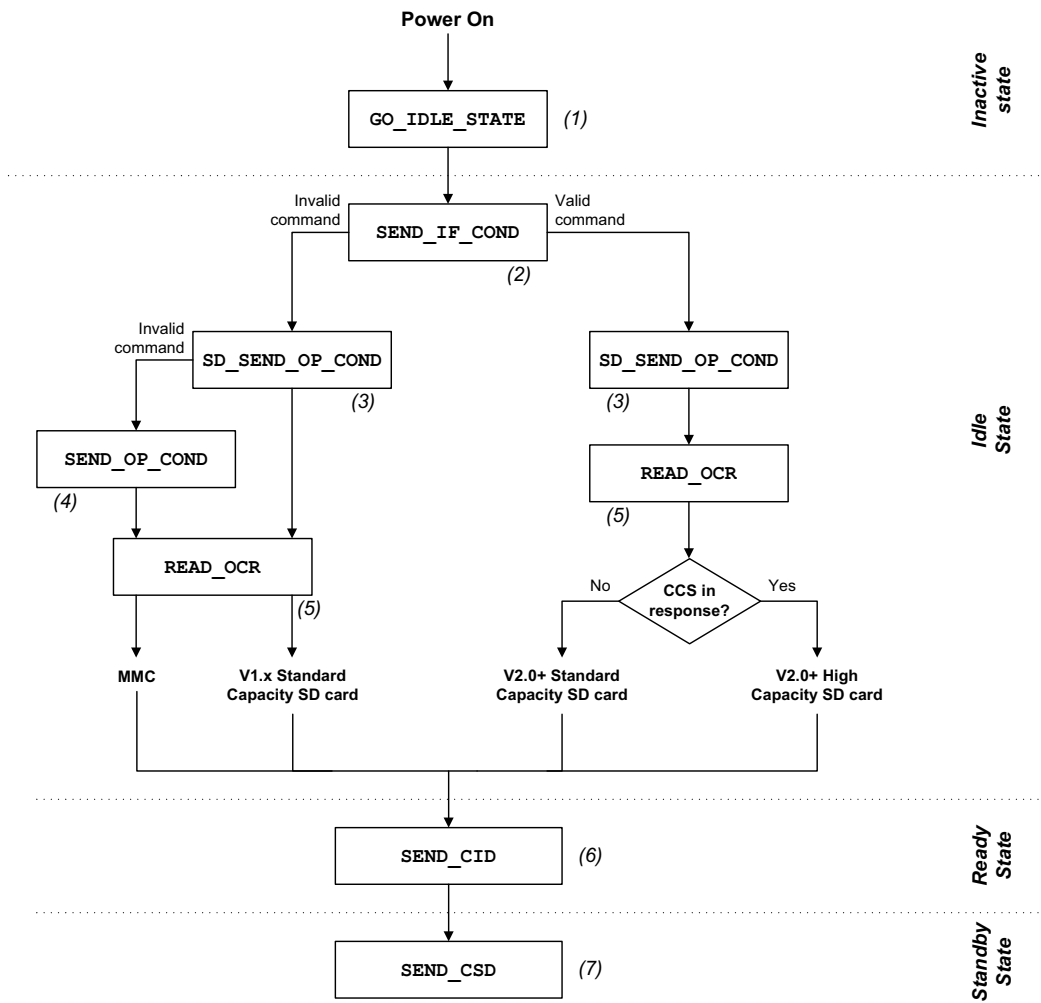 Power On
GO_IDLE_STATE
(1)
Inactive
state
Invalid
command
Valid
command
SEND_IF_COND
(2)
Invalid
command
SD_SEND_OP_COND
(3)
SD_SEND_OP_COND
(3)
SEND_OP_COND
(4)
READ_OCR
(5)
Idle
State
READ_OCR
(5)
No
CCS in
response?
Yes
MMC
V1.x Standard
Capacity SD card
V2.0+ Standard
Capacity SD card
V2.0+ High
Capacity SD card
SEND_CID
(6)
Ready
State
SEND_CSD
(7)
Standby
State